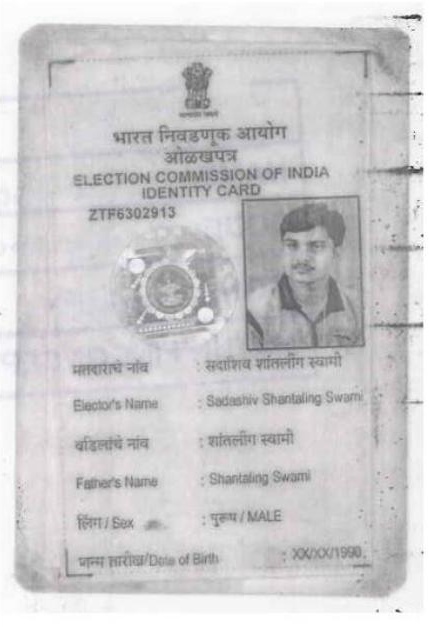 भारत निवडणूक आयोग
ओळखपत्र
ELECTION COMMISSION OF INDIA
IDENTITY CARD
ZTF6302913
मतदाराचे नांव : सदाशिव शांतलींग स्वामी
Elector's Name : Sadashiv Shantaling Swami
वडिलांचे नांव : शांतलींग स्वामी
Father's Name : Shantaling Swami
लिंग / Sex : पुरूष / MALE
जन्म तारीख/Date of Birth : XX/XX/1990